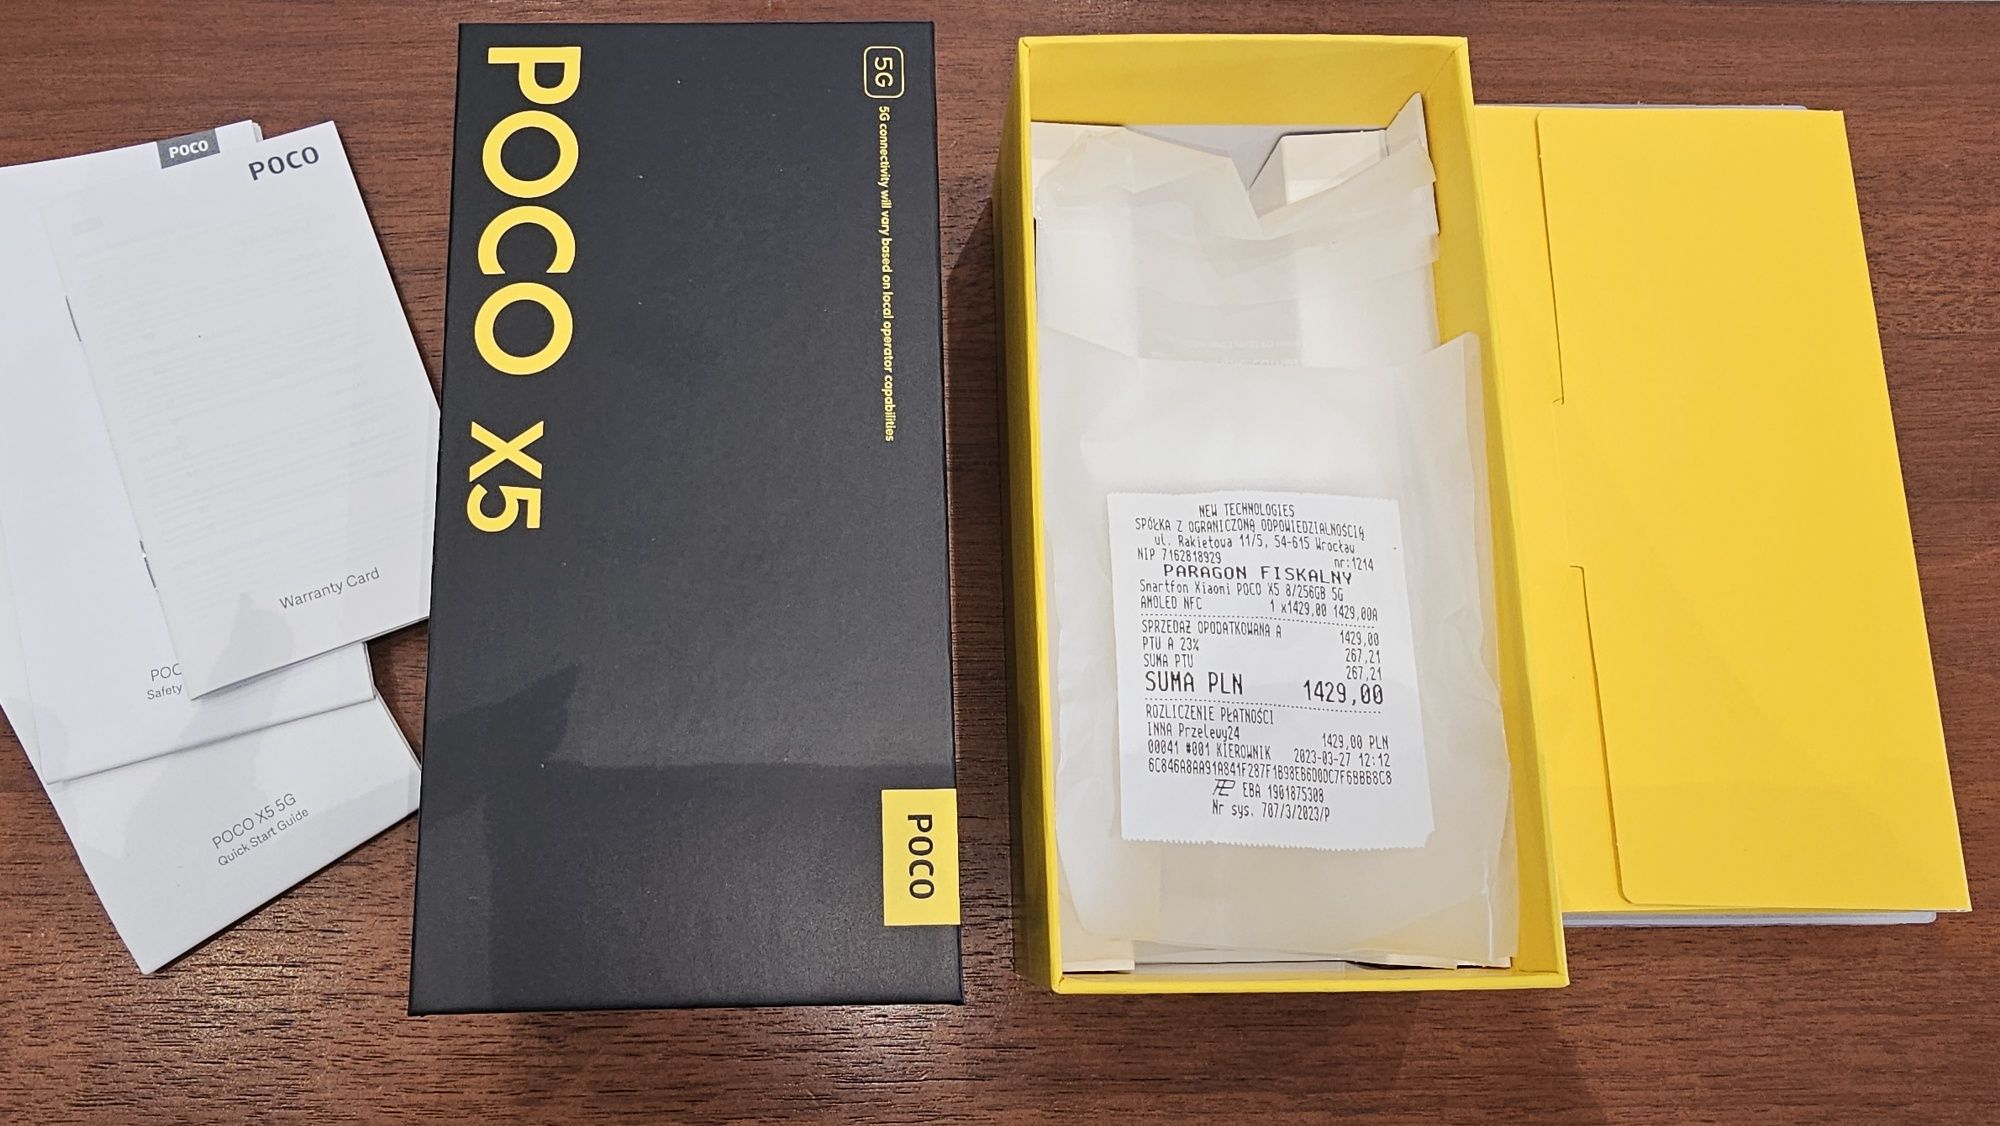 POCO
POCO
Warranty Card
POC
Safety
POCO X5 5G
Quick Start Guide
POCO X5
5G
5G connectivity will vary based on local operator capabilities
POCO
NEW TECHNOLOGIES
SPÓŁKA Z OGRANICZONĄ ODPOWIEDZIALNOŚCIĄ
ul. Rakietowa 11/5, 54-615 Wrocław
NIP 7162818929 nr:1214
PARAGON FISKALNY
Smartfon Xiaomi POCO X5 8/256GB 5G
AMOLED NFC 1 x1429,00 1429,00A
SPRZEDAŻ OPODATKOWANA A 1429,00
PTU A 23% 267,21
SUMA PTU 267,21
SUMA PLN 1429,00
ROZLICZENIE PŁATNOŚCI
INNA Przelewy24 1429,00 PLN
00041 #001 KIEROWNIK 2023-03-27 12:12
6C846A8AA91A841F287F1B98EB6D0DC7F6BBB8C8
EBA 1901875308
Nr sys. 707/3/2023/P